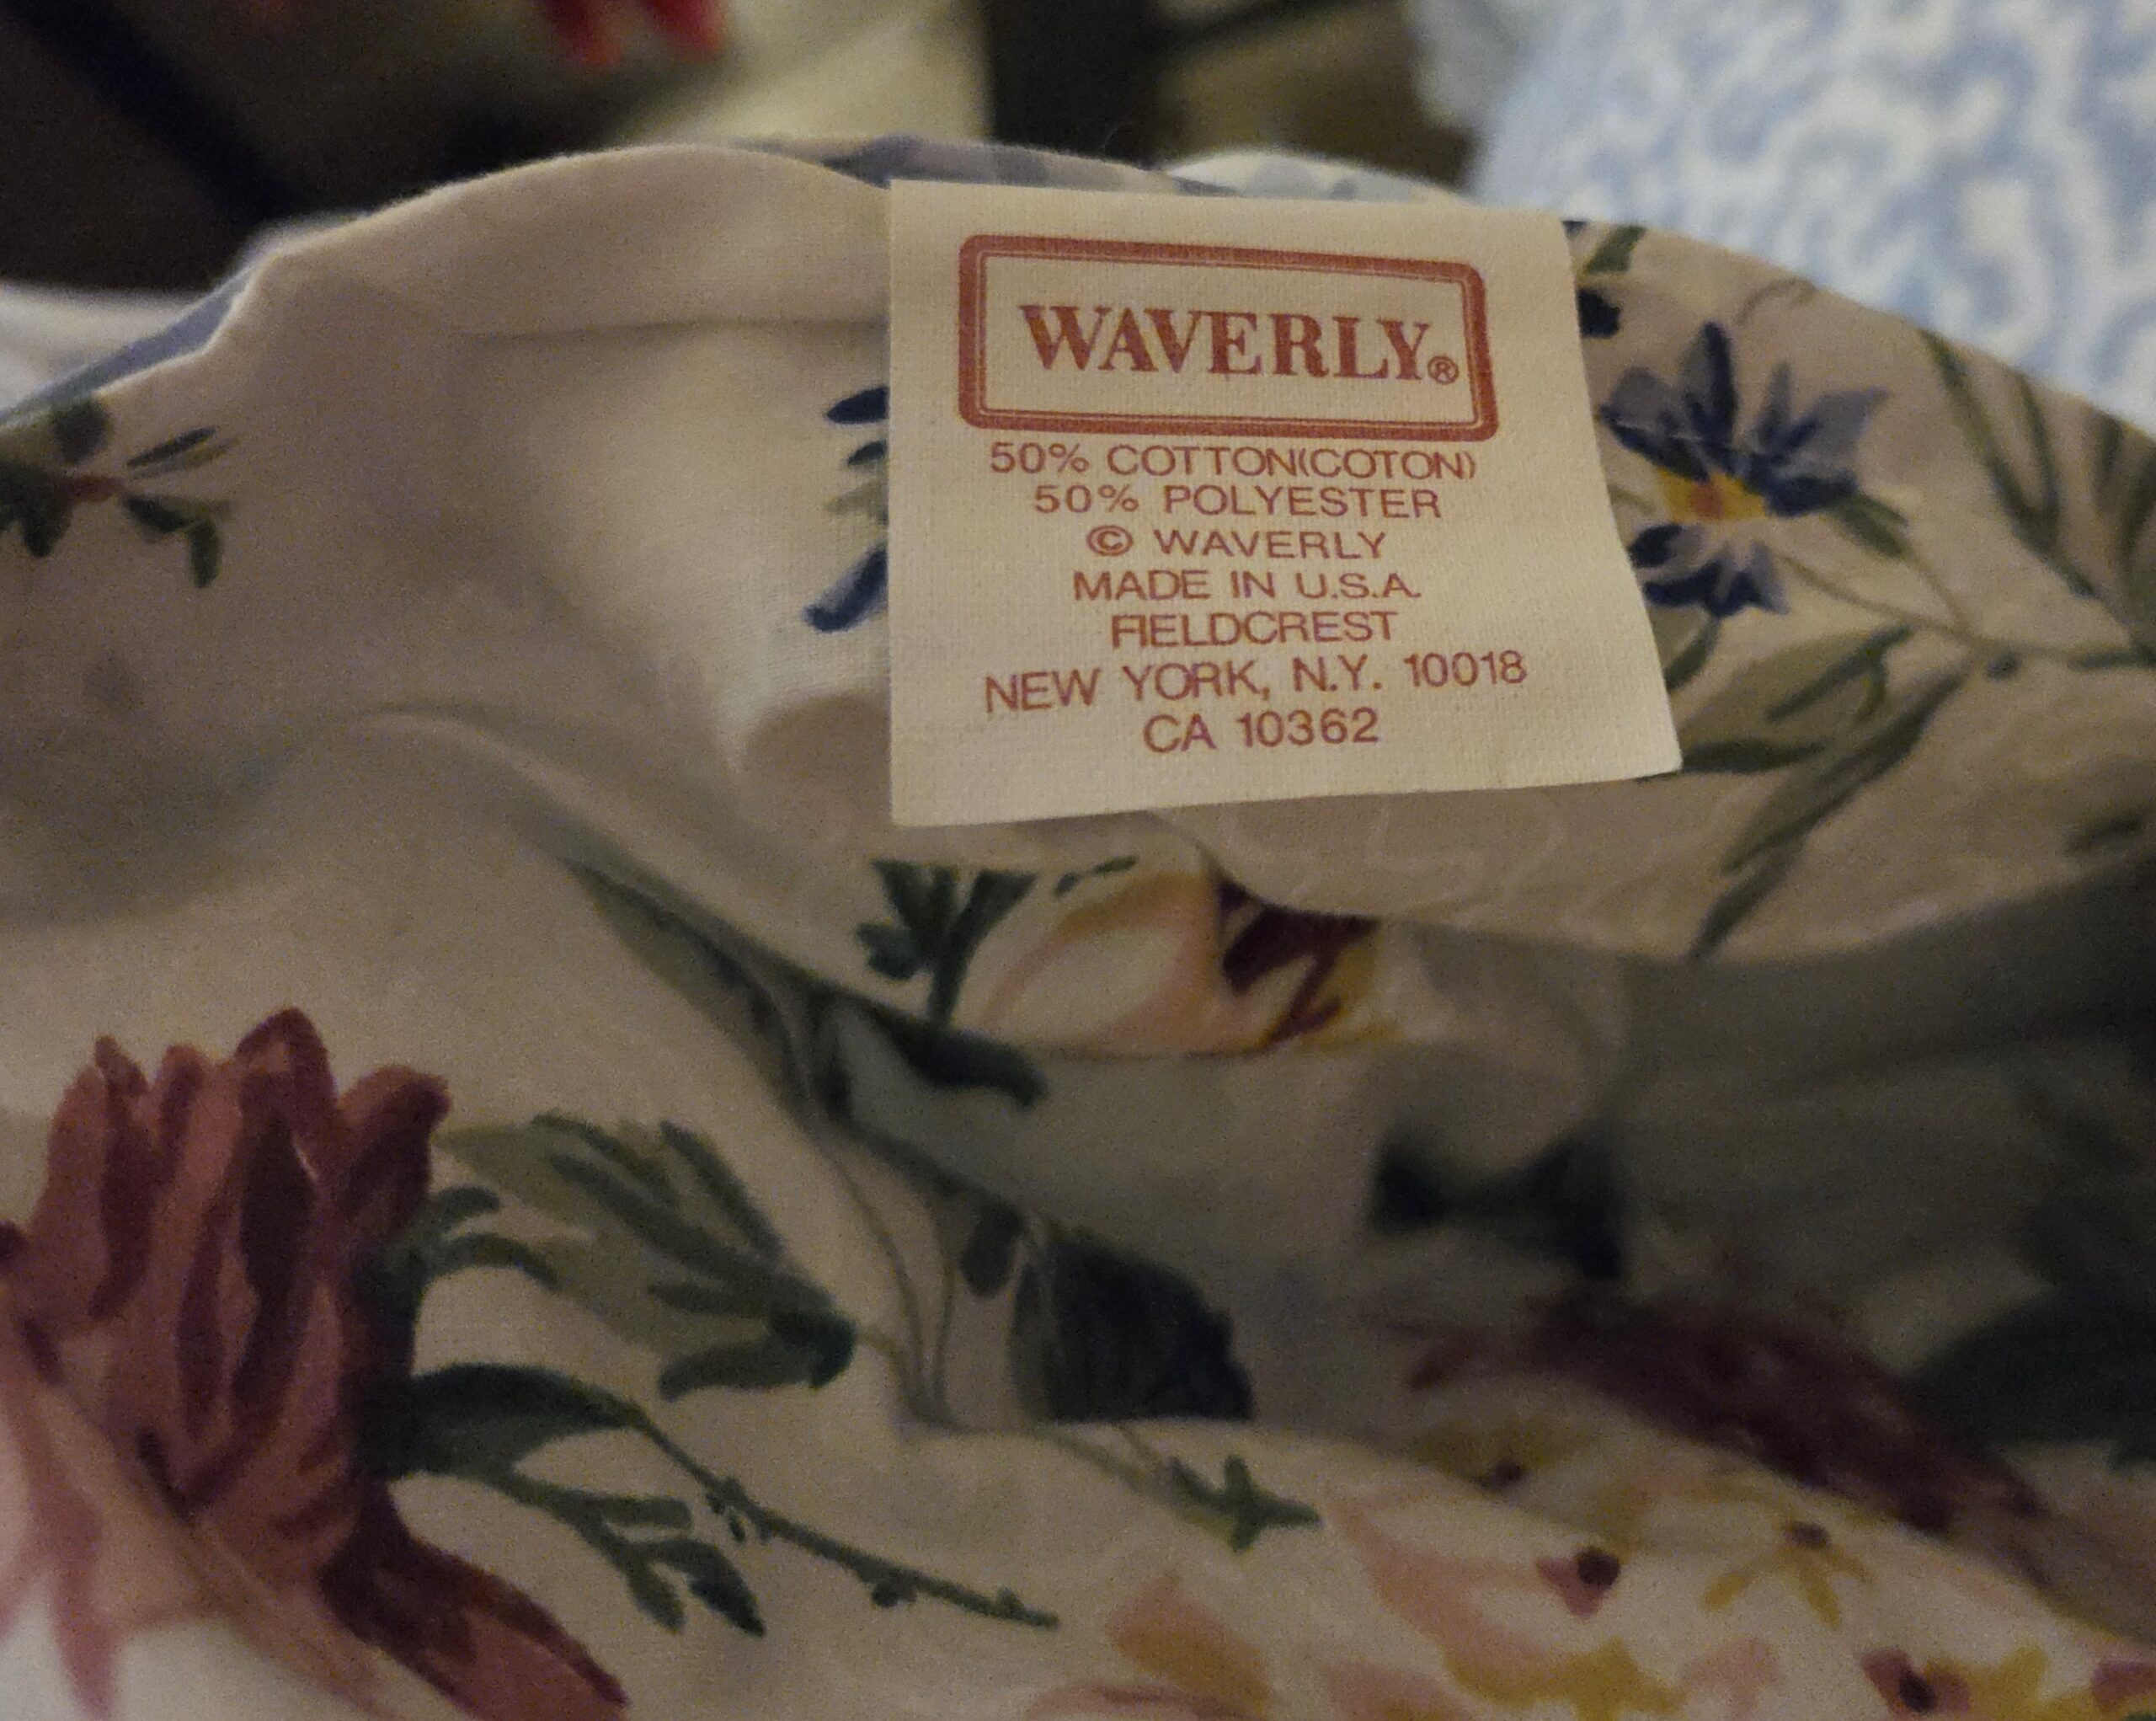 WAVERLY®
50% COTTON(COTON)
50% POLYESTER
© WAVERLY
MADE IN U.S.A.
FIELDCREST
NEW YORK, N.Y. 10018
CA 10362